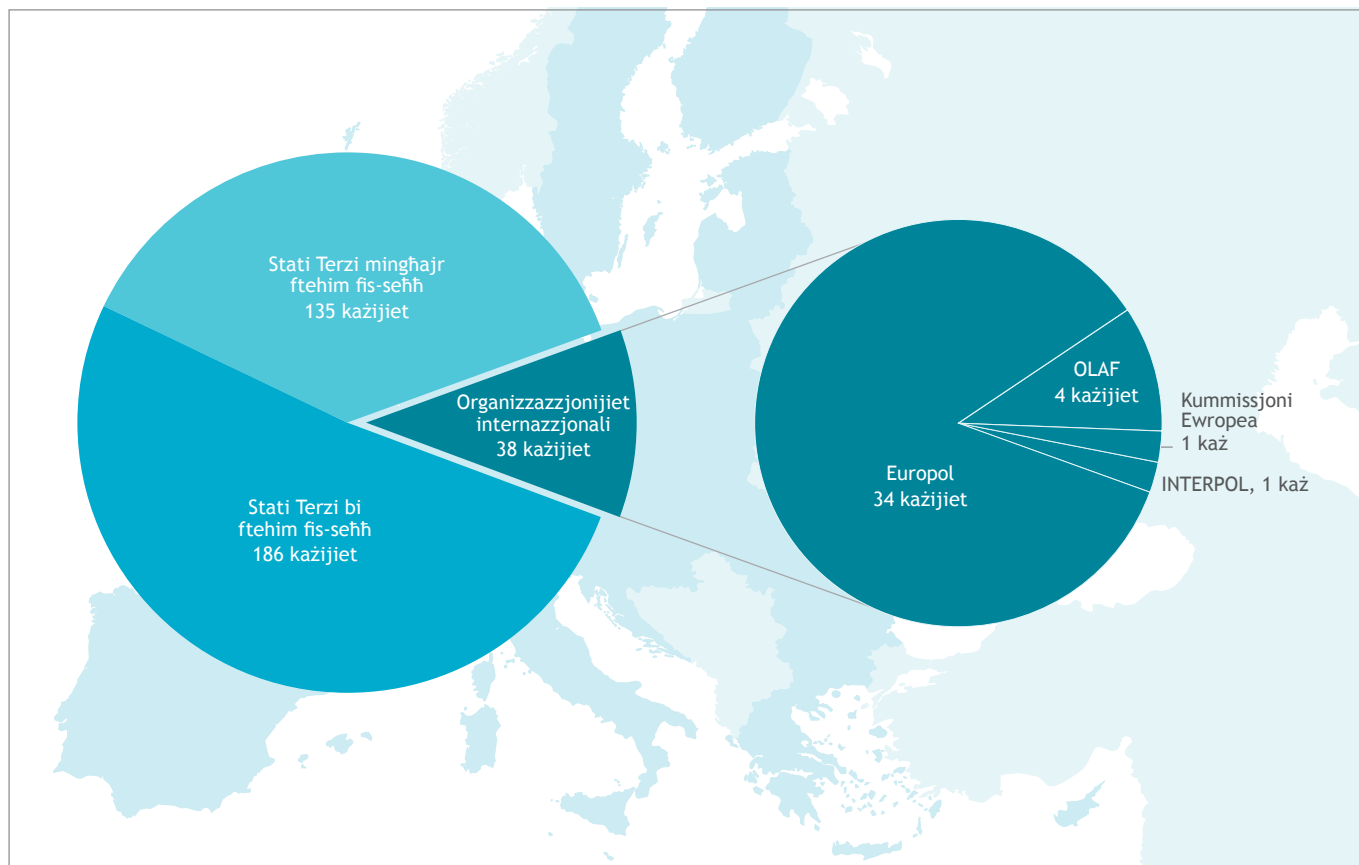 Stati Terzi mingħajr
ftehim fis-seħħ
135 każijiet
Organizzazzjonijiet
internazzjonali
38 każijiet
Stati Terzi bi
ftehim fis-seħħ
186 każijiet
OLAF
4 każijiet
Kummissjoni
Ewropea
1 każ
INTERPOL, 1 każ
Europol
34 każijiet